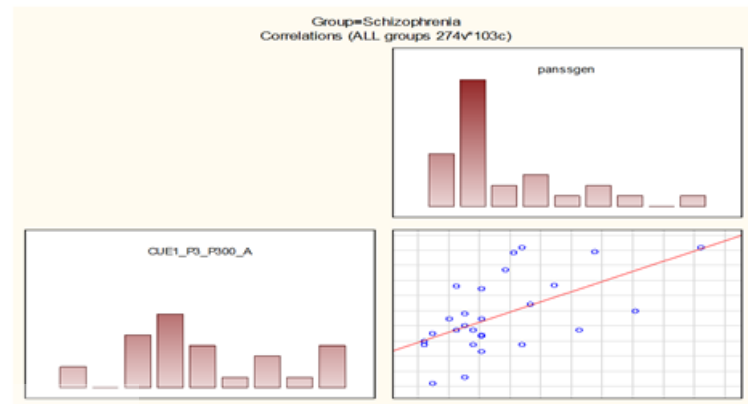 Group=Schizophrenia
Correlations (ALL groups 274v*103c)
panssgen
CUE1_P3_P300_A